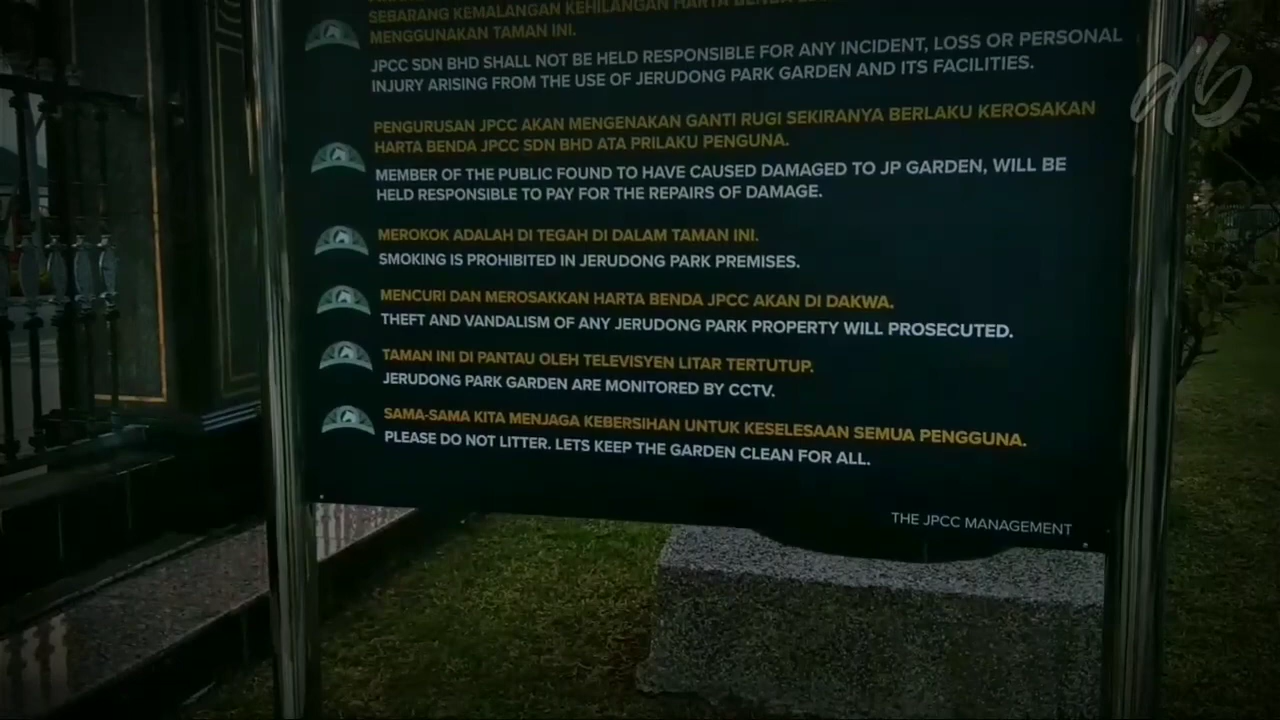 SEBARANG KEMALANGAN KEHILANGAN HARTA BENDA
MENGGUNAKAN TAMAN INI.
JPCC SDN BHD SHALL NOT BE HELD RESPONSIBLE FOR ANY INCIDENT, LOSS OR PERSONAL
INJURY ARISING FROM THE USE OF JERUDONG PARK GARDEN AND ITS FACILITIES.
PENGURUSAN JPCC AKAN MENGENAKAN GANTI RUGI SEKIRANYA BERLAKU KEROSAKAN
HARTA BENDA JPCC SDN BHD ATA PRILAKU PENGUNA.
MEMBER OF THE PUBLIC FOUND TO HAVE CAUSED DAMAGED TO JP GARDEN, WILL BE
HELD RESPONSIBLE TO PAY FOR THE REPAIRS OF DAMAGE.
MEROKOK ADALAH DI TEGAH DI DALAM TAMAN INI.
SMOKING IS PROHIBITED IN JERUDONG PARK PREMISES.
MENCURI DAN MEROSAKKAN HARTA BENDA JPCC AKAN DI DAKWA.
THEFT AND VANDALISM OF ANY JERUDONG PARK PROPERTY WILL PROSECUTED.
TAMAN INI DI PANTAU OLEH TELEVISYEN LITAR TERTUTUP.
JERUDONG PARK GARDEN ARE MONITORED BY CCTV.
SAMA-SAMA KITA MENJAGA KEBERSIHAN UNTUK KESELESAAN SEMUA PENGGUNA.
PLEASE DO NOT LITTER. LETS KEEP THE GARDEN CLEAN FOR ALL.
THE JPCC MANAGEMENT
db